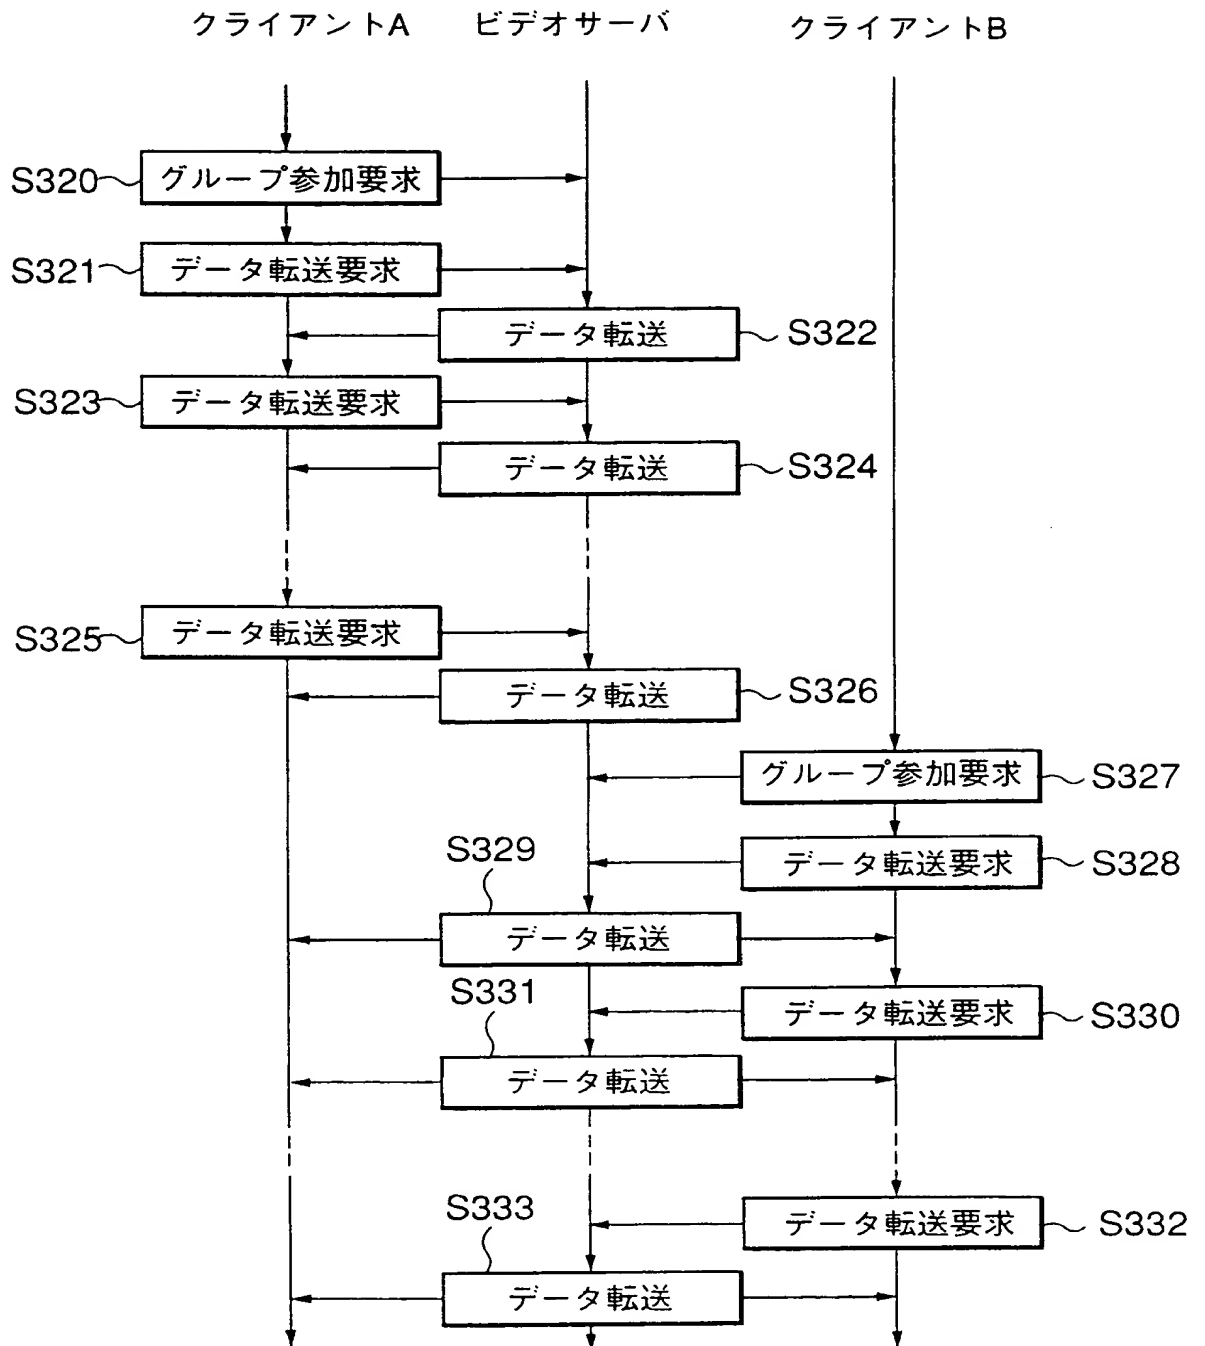 クライアントA
ビデオサーバ
クライアントB
S320
グループ参加要求
S321
データ転送要求
データ転送
S322
S323
データ転送要求
データ転送
S324
S325
データ転送要求
データ転送
S326
グループ参加要求
S327
S329
データ転送要求
S328
データ転送
S331
データ転送要求
S330
データ転送
S333
データ転送要求
S332
データ転送